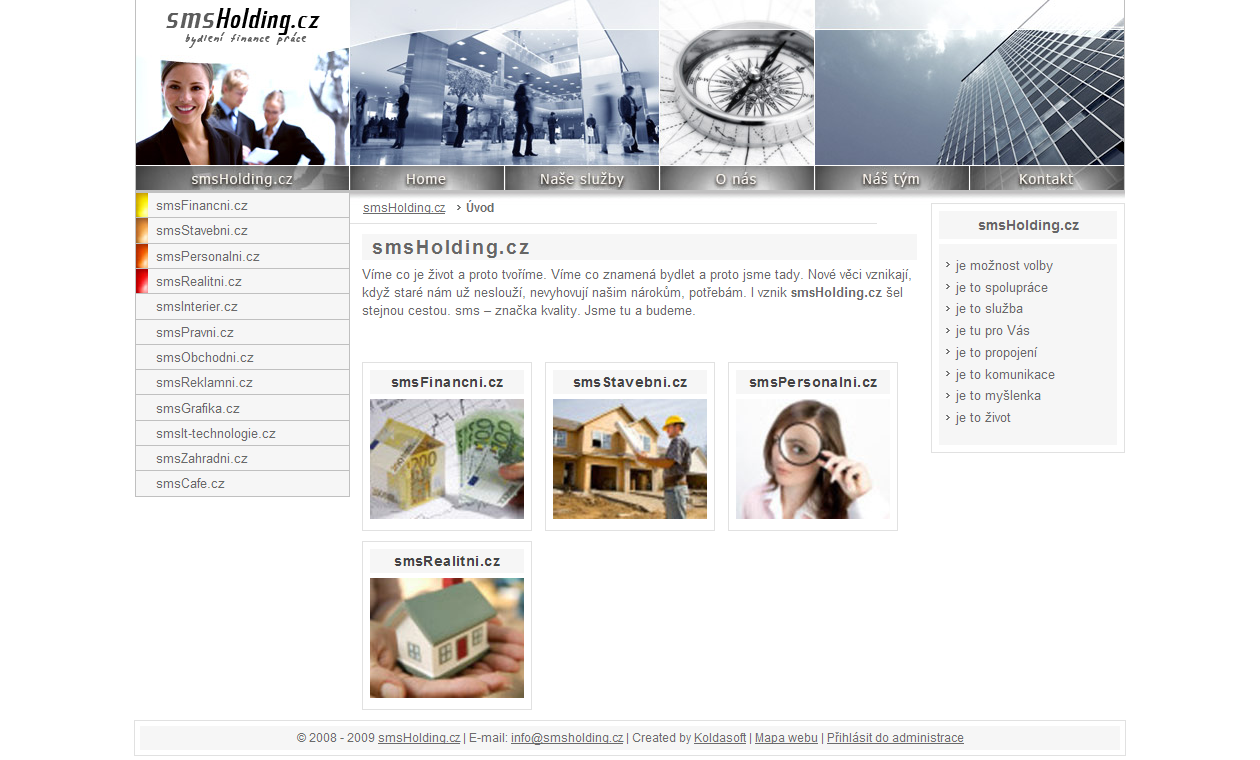 smsHolding.cz
bydlení finance práce
smsHolding.cz
Home
Naše služby
O nás
Náš tým
Kontakt
smsFinancni.cz
smsStavebni.cz
smsPersonalni.cz
smsRealitni.cz
smsInterier.cz
smsPravni.cz
smsObchodni.cz
smsReklamni.cz
smsGrafika.cz
smsIt-technologie.cz
smsZahradni.cz
smsCafe.cz
smsHolding.cz › Úvod
smsHolding.cz
Víme co je život a proto tvoříme. Víme co znamená bydlet a proto jsme tady. Nové věci vznikají,
když staré nám už neslouží, nevyhovují našim nárokům, potřebám. I vznik smsHolding.cz šel
stejnou cestou. sms – značka kvality. Jsme tu a budeme.
smsFinancni.cz
smsStavebni.cz
smsPersonalni.cz
smsRealitni.cz
smsHolding.cz
› je možnost volby
› je to spolupráce
› je to služba
› je tu pro Vás
› je to propojení
› je to komunikace
› je to myšlenka
› je to život
© 2008 - 2009 smsHolding.cz | E-mail: info@smsholding.cz | Created by Koldasoft | Mapa webu | Přihlásit do administrace